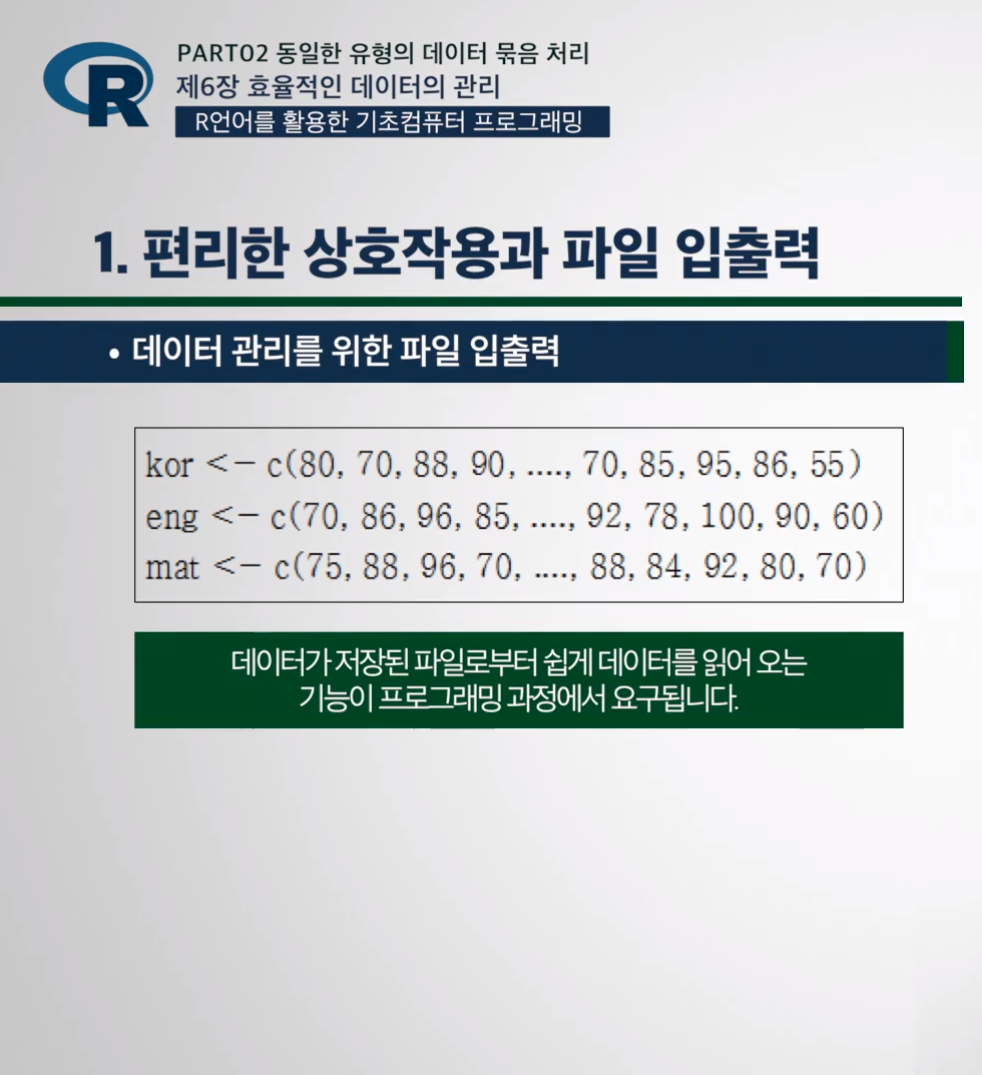 R
PART02 동일한 유형의 데이터 묶음 처리
제6장 효율적인 데이터의 관리
R언어를 활용한 기초컴퓨터 프로그래밍
1. 편리한 상호작용과 파일 입출력
• 데이터 관리를 위한 파일 입출력
kor <- c(80, 70, 88, 90, ...., 70, 85, 95, 86, 55)
eng <- c(70, 86, 96, 85, ...., 92, 78, 100, 90, 60)
mat <- c(75, 88, 96, 70, ...., 88, 84, 92, 80, 70)
데이터가 저장된 파일로부터 쉽게 데이터를 읽어 오는
기능이 프로그래밍 과정에서 요구됩니다.